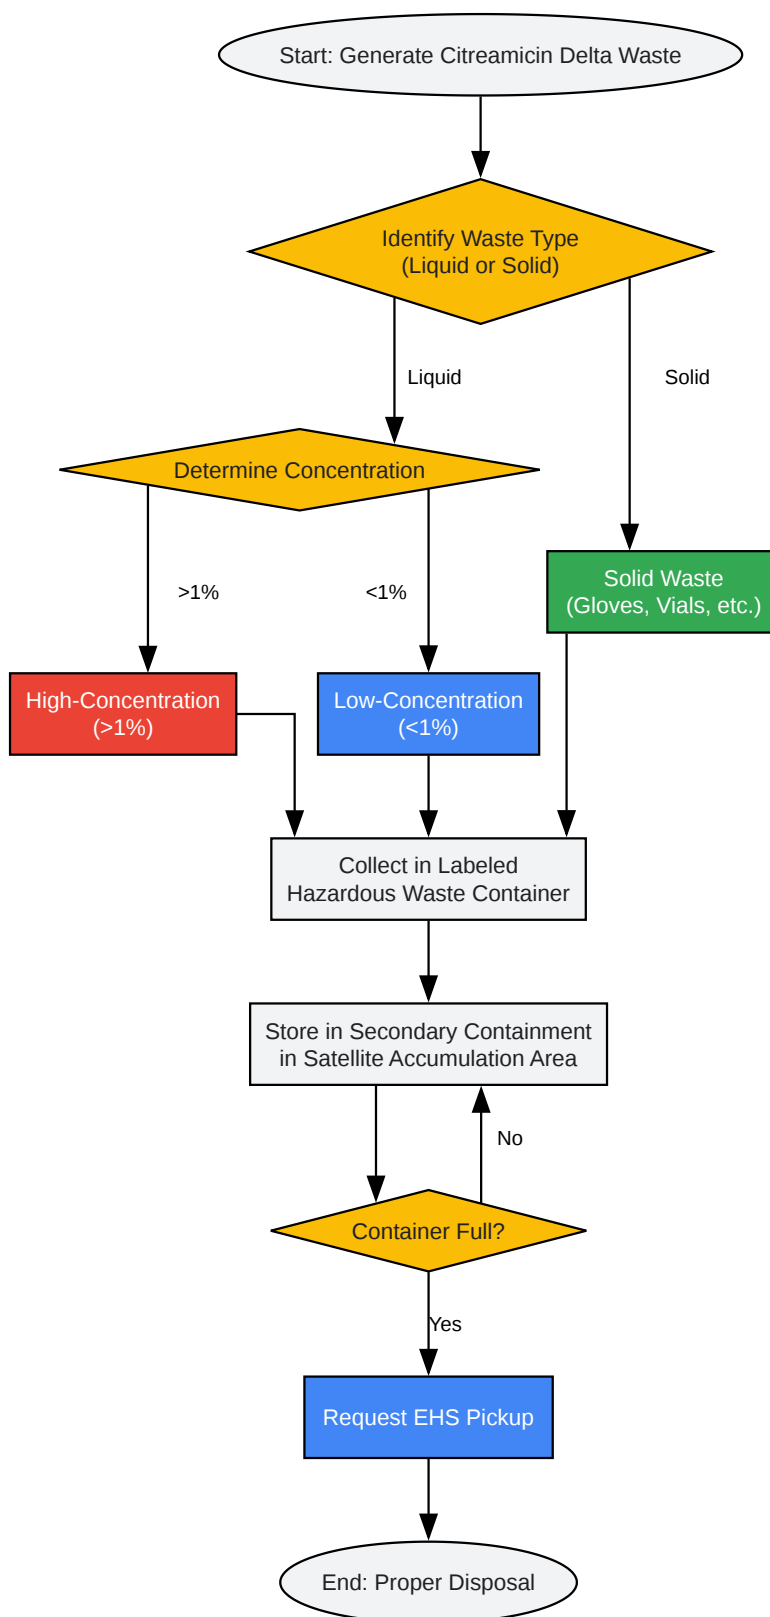 Start: Generate Citreamicin Delta Waste
Identify Waste Type
(Liquid or Solid)
Liquid
Solid
Determine Concentration
>1%
<1%
Solid Waste
(Gloves, Vials, etc.)
High-Concentration
(>1%)
Low-Concentration
(<1%)
Collect in Labeled
Hazardous Waste Container
Store in Secondary Containment
in Satellite Accumulation Area
No
Container Full?
Yes
Request EHS Pickup
End: Proper Disposal